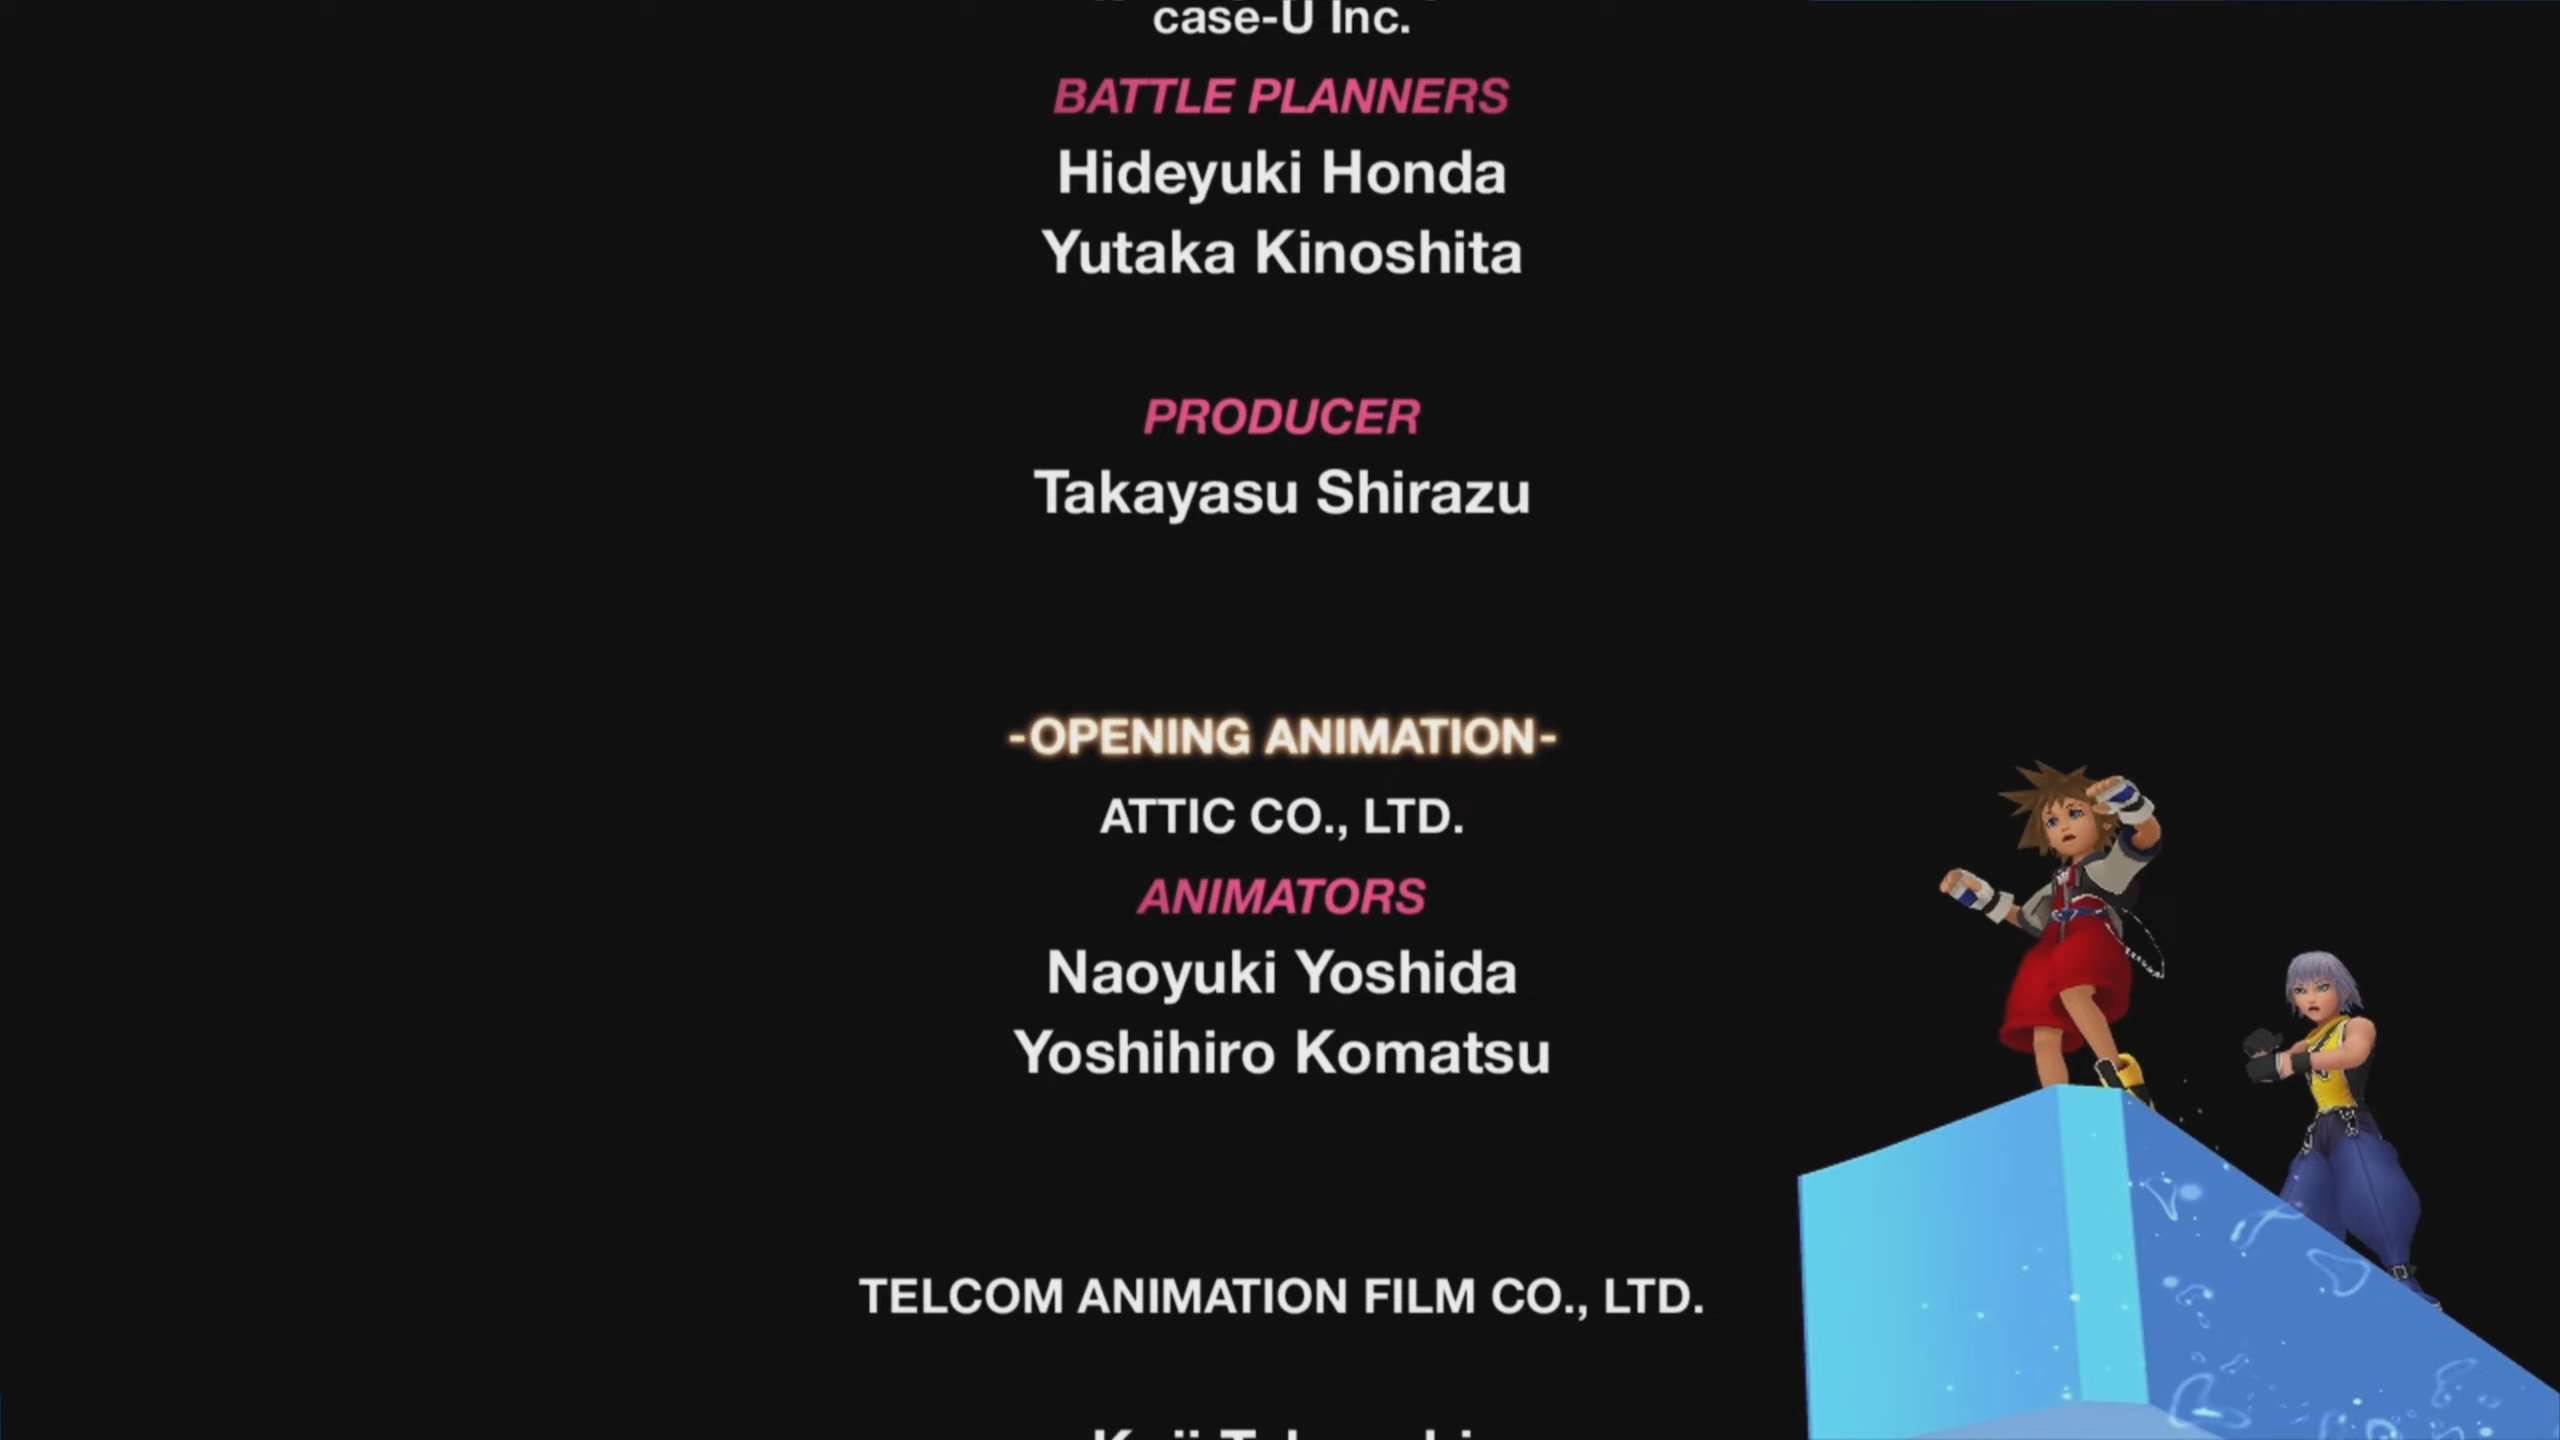 case-U Inc.
BATTLE PLANNERS
Hideyuki Honda
Yutaka Kinoshita
PRODUCER
Takayasu Shirazu
-OPENING ANIMATION-
ATTIC CO., LTD.
ANIMATORS
Naoyuki Yoshida
Yoshihiro Komatsu
TELCOM ANIMATION FILM CO., LTD.